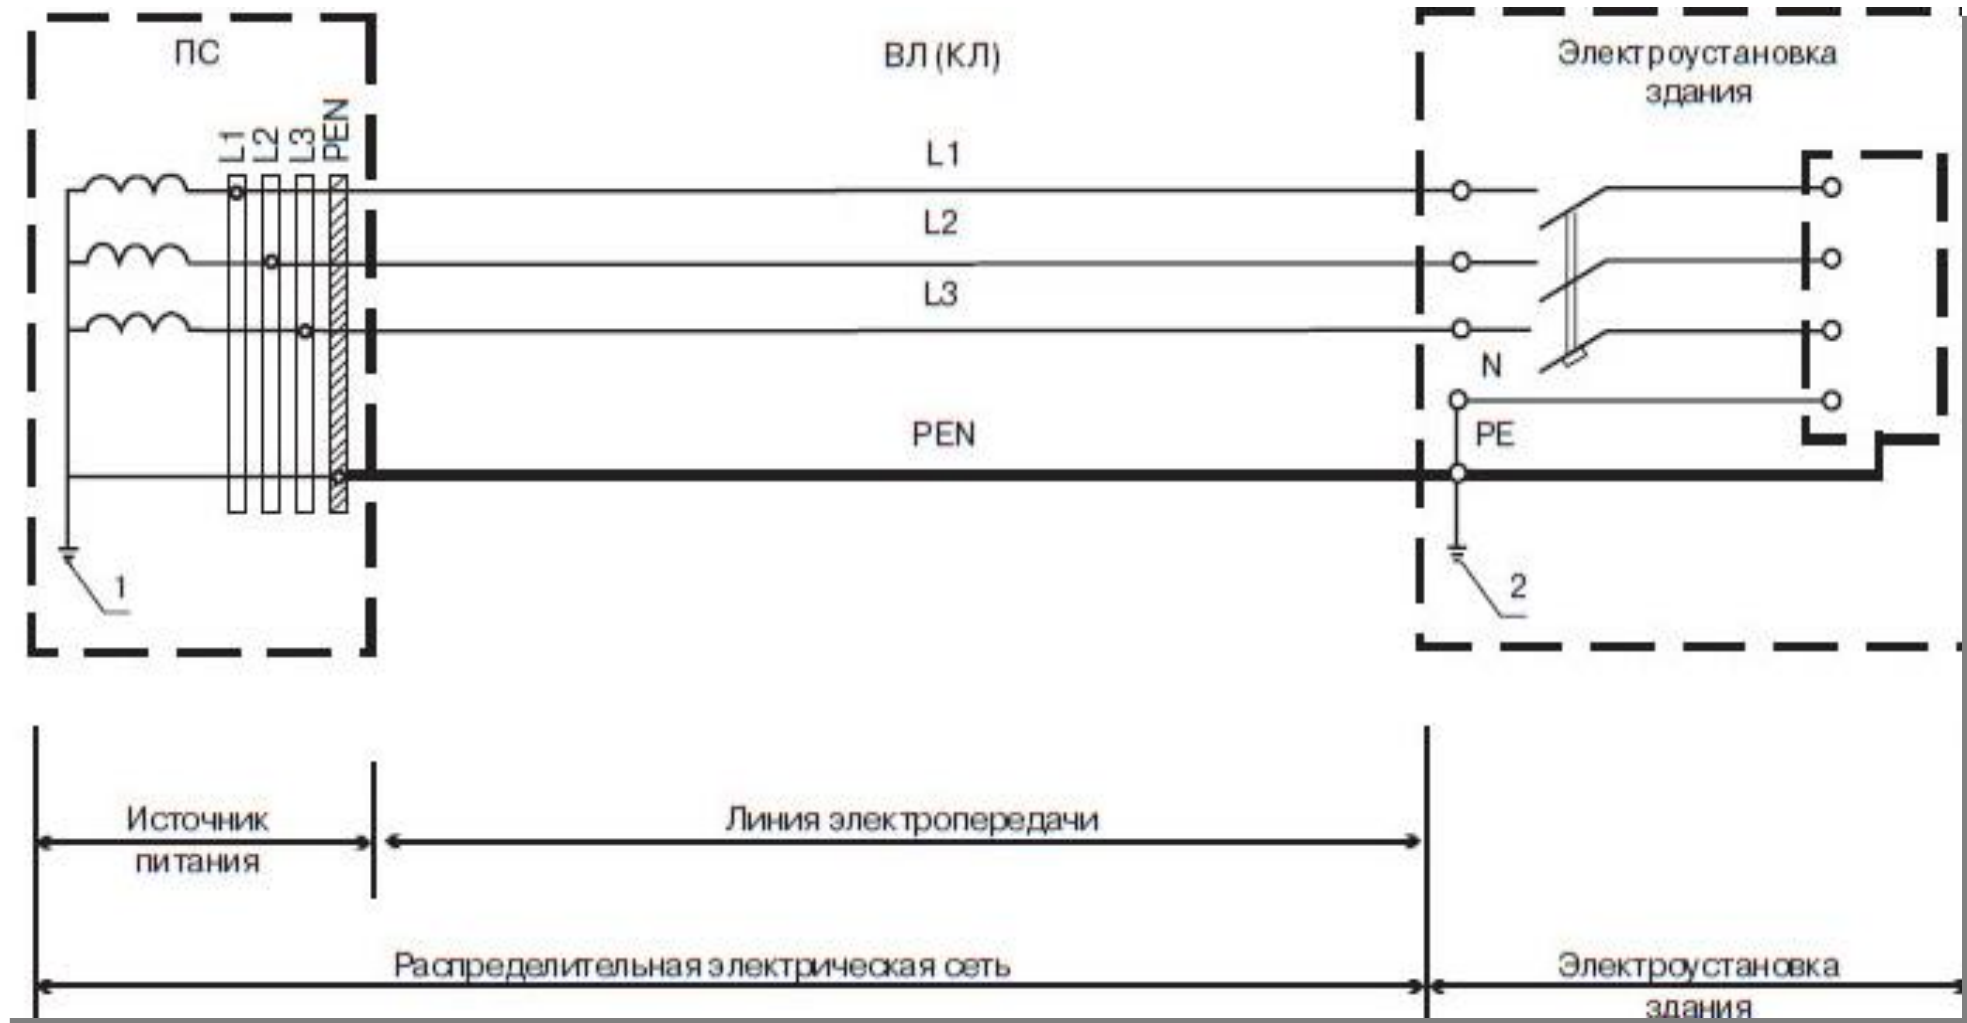 ПС
ВЛ (КЛ)
Электроустановка
здания
L1
L2
L3
PEN
L1
L2
L3
N
PEN
PE
1
2
Источник
питания
Линия электропередачи
Распределительная электрическая сеть
Электроустановка
здания